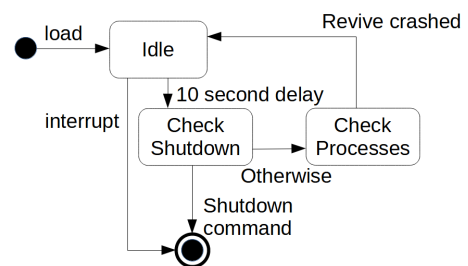 Revive crashed
load
Idle
10 second delay
interrupt
Check
Shutdown
Check
Processes
Otherwise
Shutdown
command